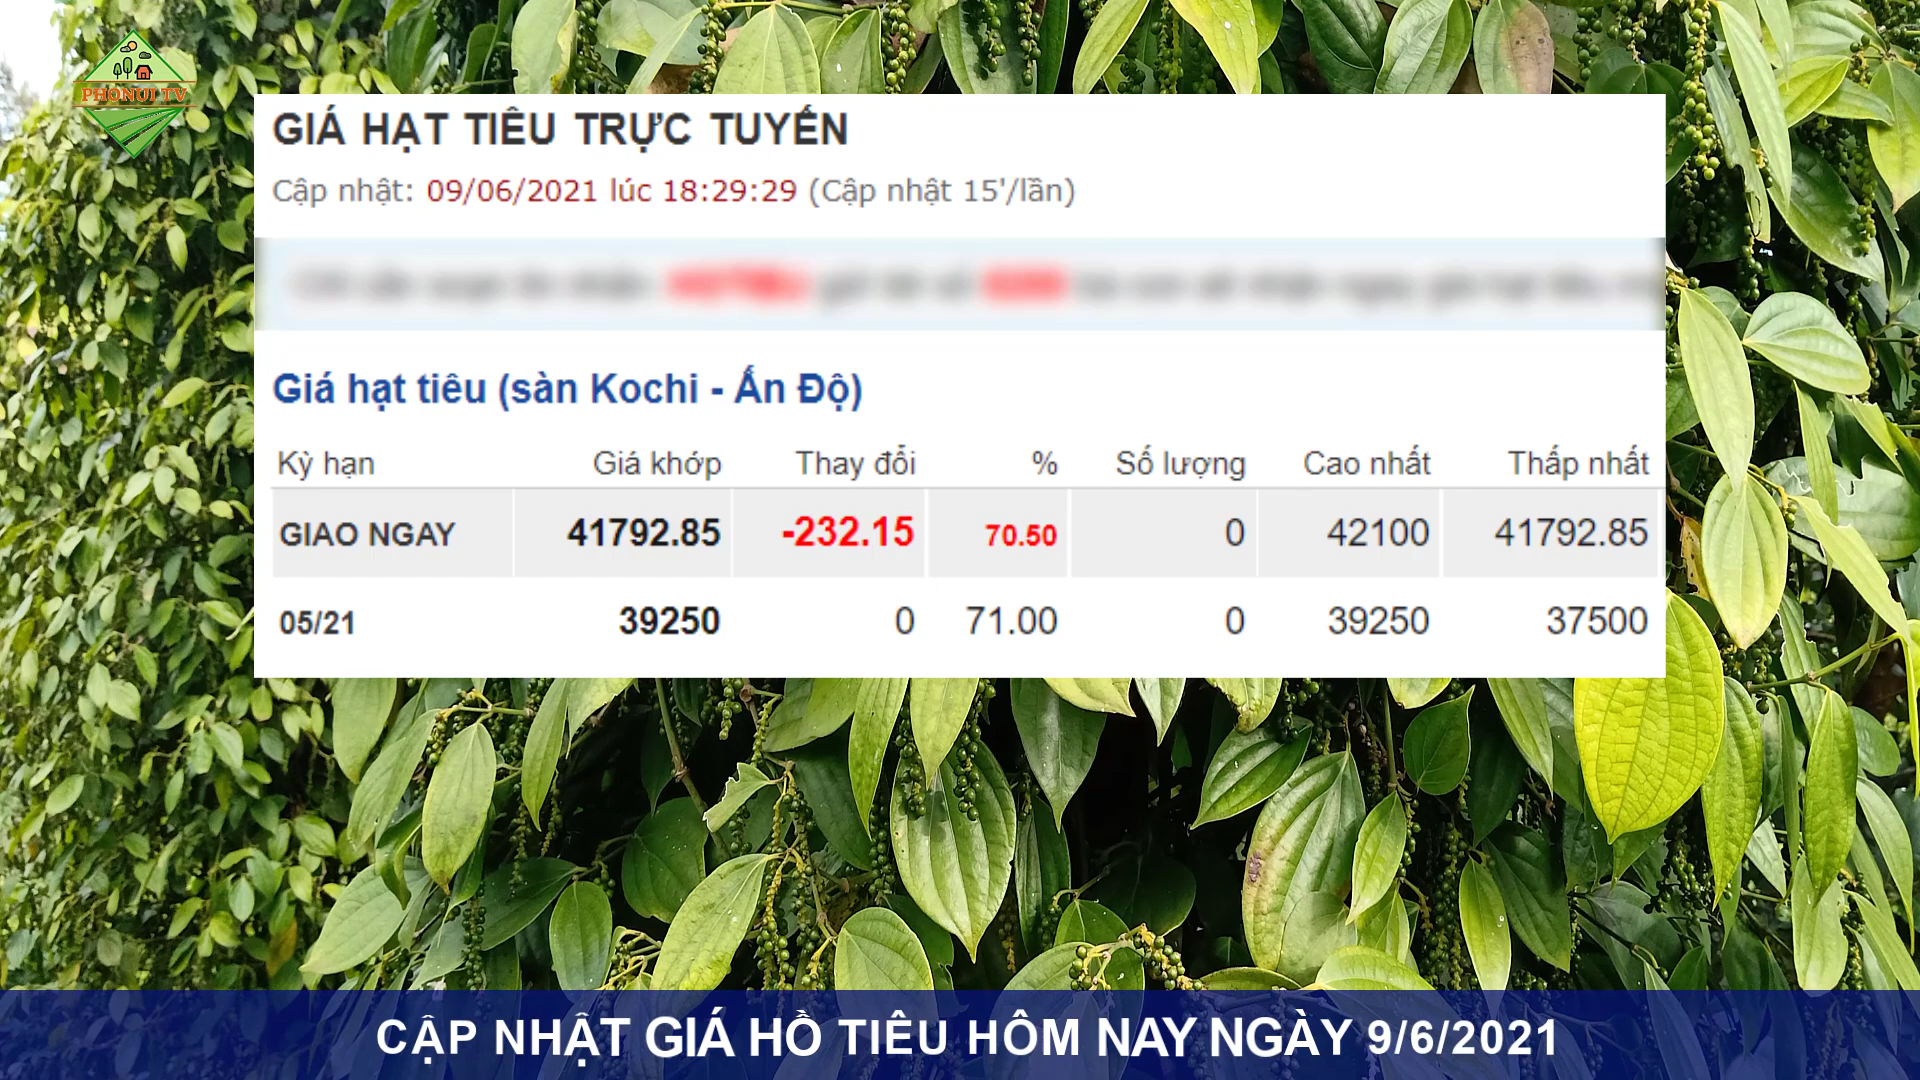 PHONUI TV
GIÁ HẠT TIÊU TRỰC TUYẾN
Cập nhật: 09/06/2021 lúc 18:29:29 (Cập nhật 15'/lần)
Giá hạt tiêu (sàn Kochi - Ấn Độ)
Kỳ hạn Giá khớp Thay đổi % Số lượng Cao nhất Thấp nhất
GIAO NGAY 41792.85 -232.15 70.50 0 42100 41792.85
05/21 39250 0 71.00 0 39250 37500
CẬP NHẬT GIÁ HỒ TIÊU HÔM NAY NGÀY 9/6/2021